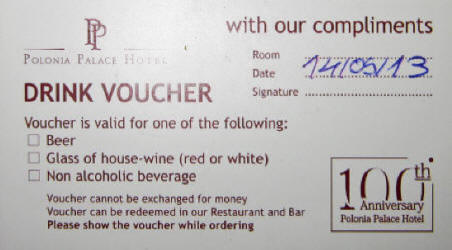 PP
POLONIA PALACE HOTEL
with our compliments
Room
Date 14/05/13
Signature
DRINK VOUCHER
Voucher is valid for one of the following:
Beer
Glass of house-wine (red or white)
Non alcoholic beverage
Voucher cannot be exchanged for money
Voucher can be redeemed in our Restaurant and Bar
Please show the voucher while ordering
100th
Anniversary
Polonia Palace Hotel